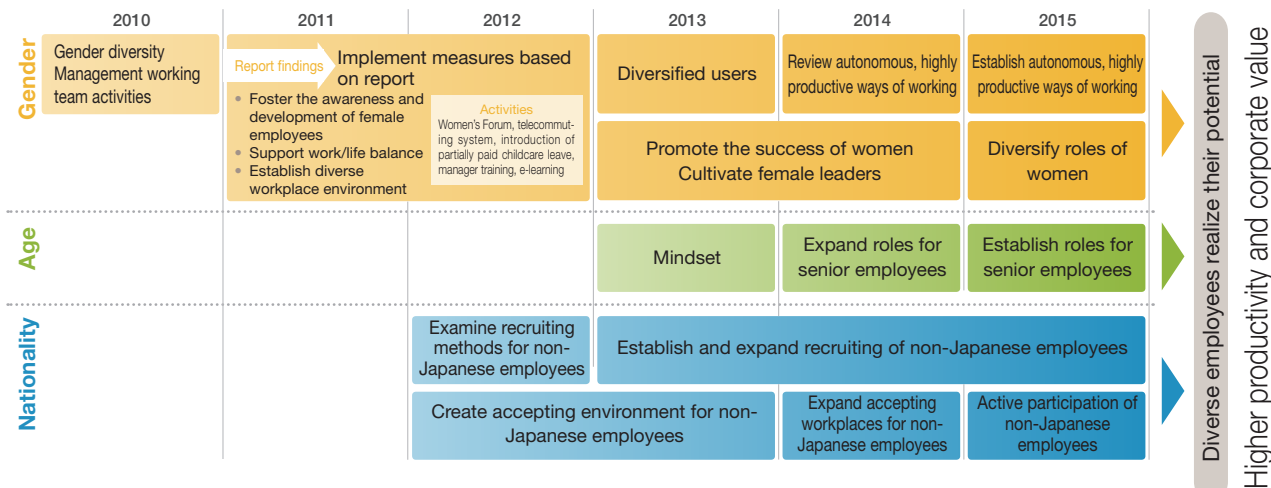 2010
2011
2012
2013
2014
2015
Gender
Gender diversity
Management working
team activities
Report findings
Implement measures based
on report
• Foster the awareness and
development of female
employees
• Support work/life balance
• Establish diverse
workplace environment
Activities
Women's Forum, telecommut-
ing system, introduction of
partially paid childcare leave,
manager training, e-learning
Diversified users
Review autonomous, highly
productive ways of working
Establish autonomous, highly
productive ways of working
Promote the success of women
Cultivate female leaders
Diversify roles of
women
Age
Mindset
Expand roles for
senior employees
Establish roles for
senior employees
Nationality
Examine recruiting
methods for non-
Japanese employees
Establish and expand recruiting of non-Japanese employees
Create accepting environment for non-
Japanese employees
Expand accepting
workplaces for non-
Japanese employees
Active participation of
non-Japanese
employees
Diverse employees realize their potential
Higher productivity and corporate value